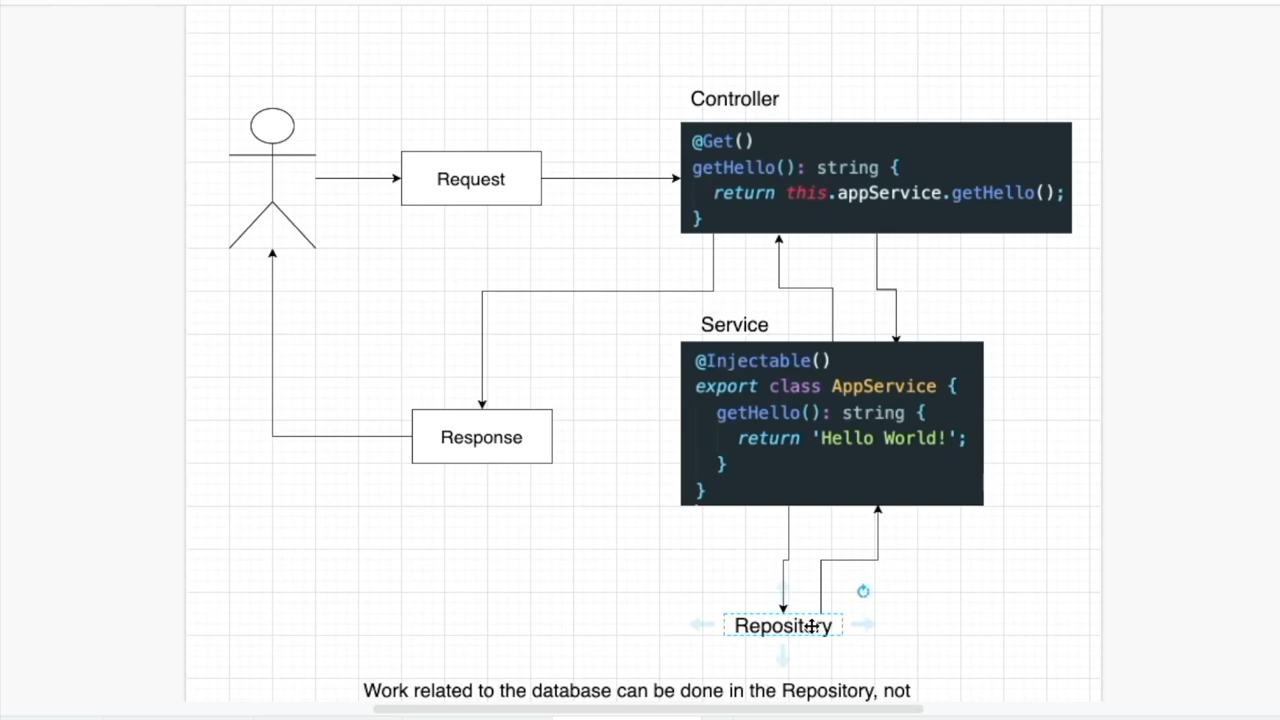 Controller
@Get()
getHello(): string {
return this.appService.getHello();
}
Request
Service
@Injectable()
export class AppService {
getHello(): string {
return 'Hello World!';
}
}
Response
Repository
Work related to the database can be done in the Repository, not